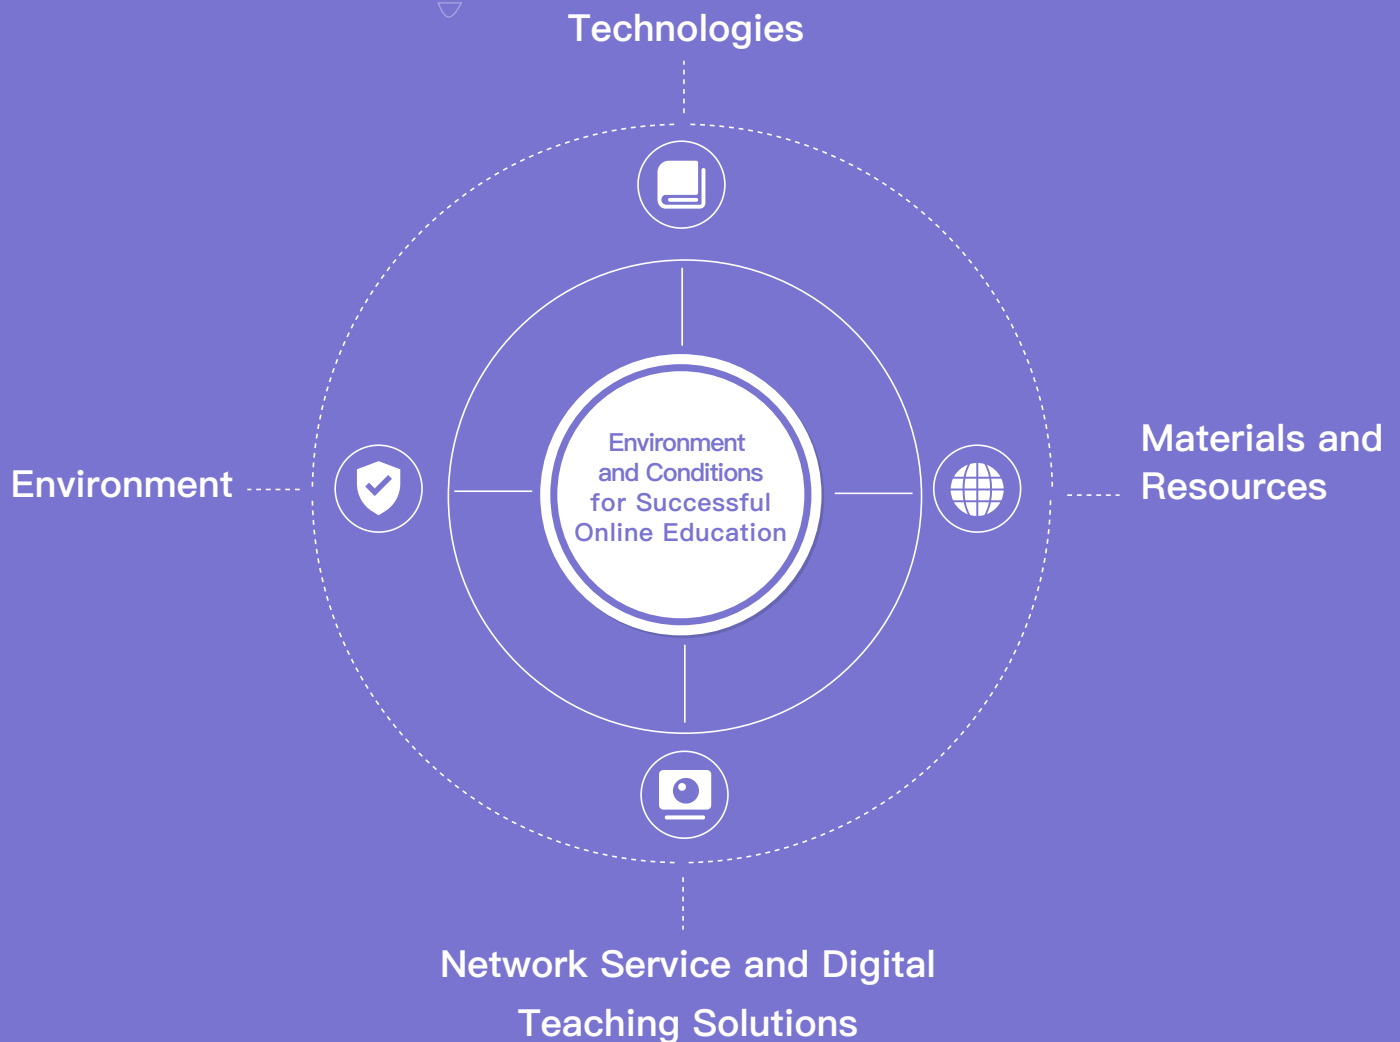 Technologies
Environment
and Conditions
for Successful
Online Education
Environment
Materials and
Resources
Network Service and Digital
Teaching Solutions